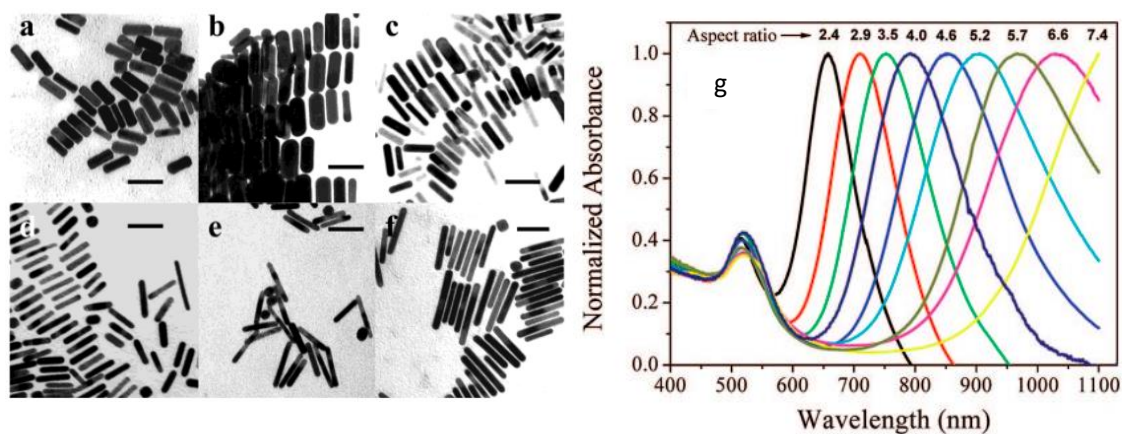 a
b
c
d
e
f
g
Aspect ratio 2.4 2.9 3.5 4.0 4.6 5.2 5.7 6.6 7.4
1.0
0.8
0.6
0.4
0.2
0.0
Normalized Absorbance
400 500 600 700 800 900 1000 1100
Wavelength (nm)